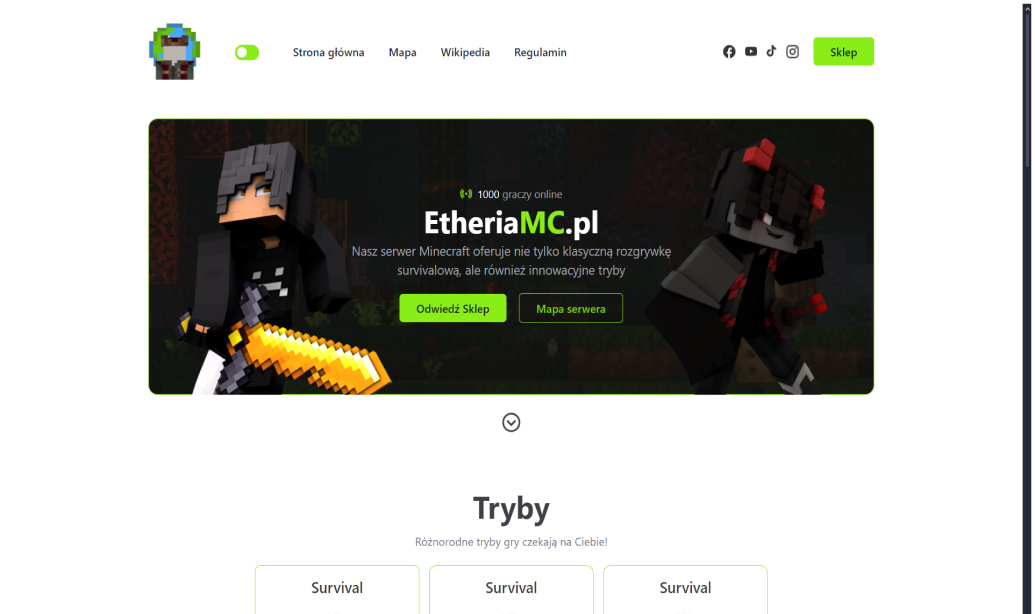 Strona główna Mapa Wikipedia Regulamin Sklep
1000 graczy online
EtheriaMC.pl
Nasz serwer Minecraft oferuje nie tylko klasyczną rozgrywkę
survivalową, ale również innowacyjne tryby
Odwiedź Sklep Mapa serwera
Tryby
Różnorodne tryby gry czekają na Ciebie!
Survival Survival Survival